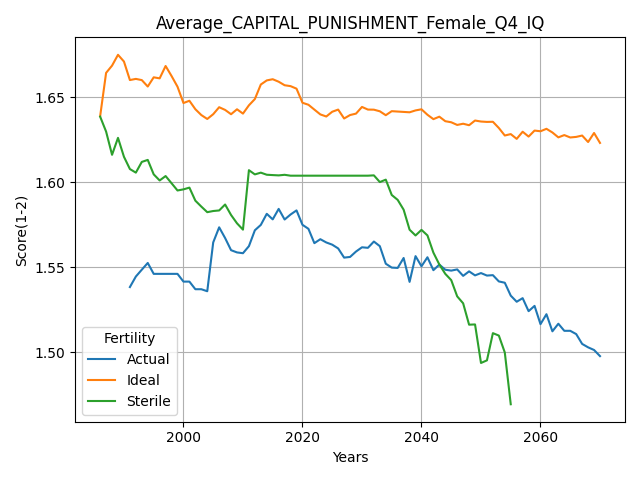 Average_CAPITAL_PUNISHMENT_Female_Q4_IQ
Score(1-2)
1.65
1.60
1.55
1.50
Fertility
Actual
Ideal
Sterile
2000 2020 2040 2060
Years